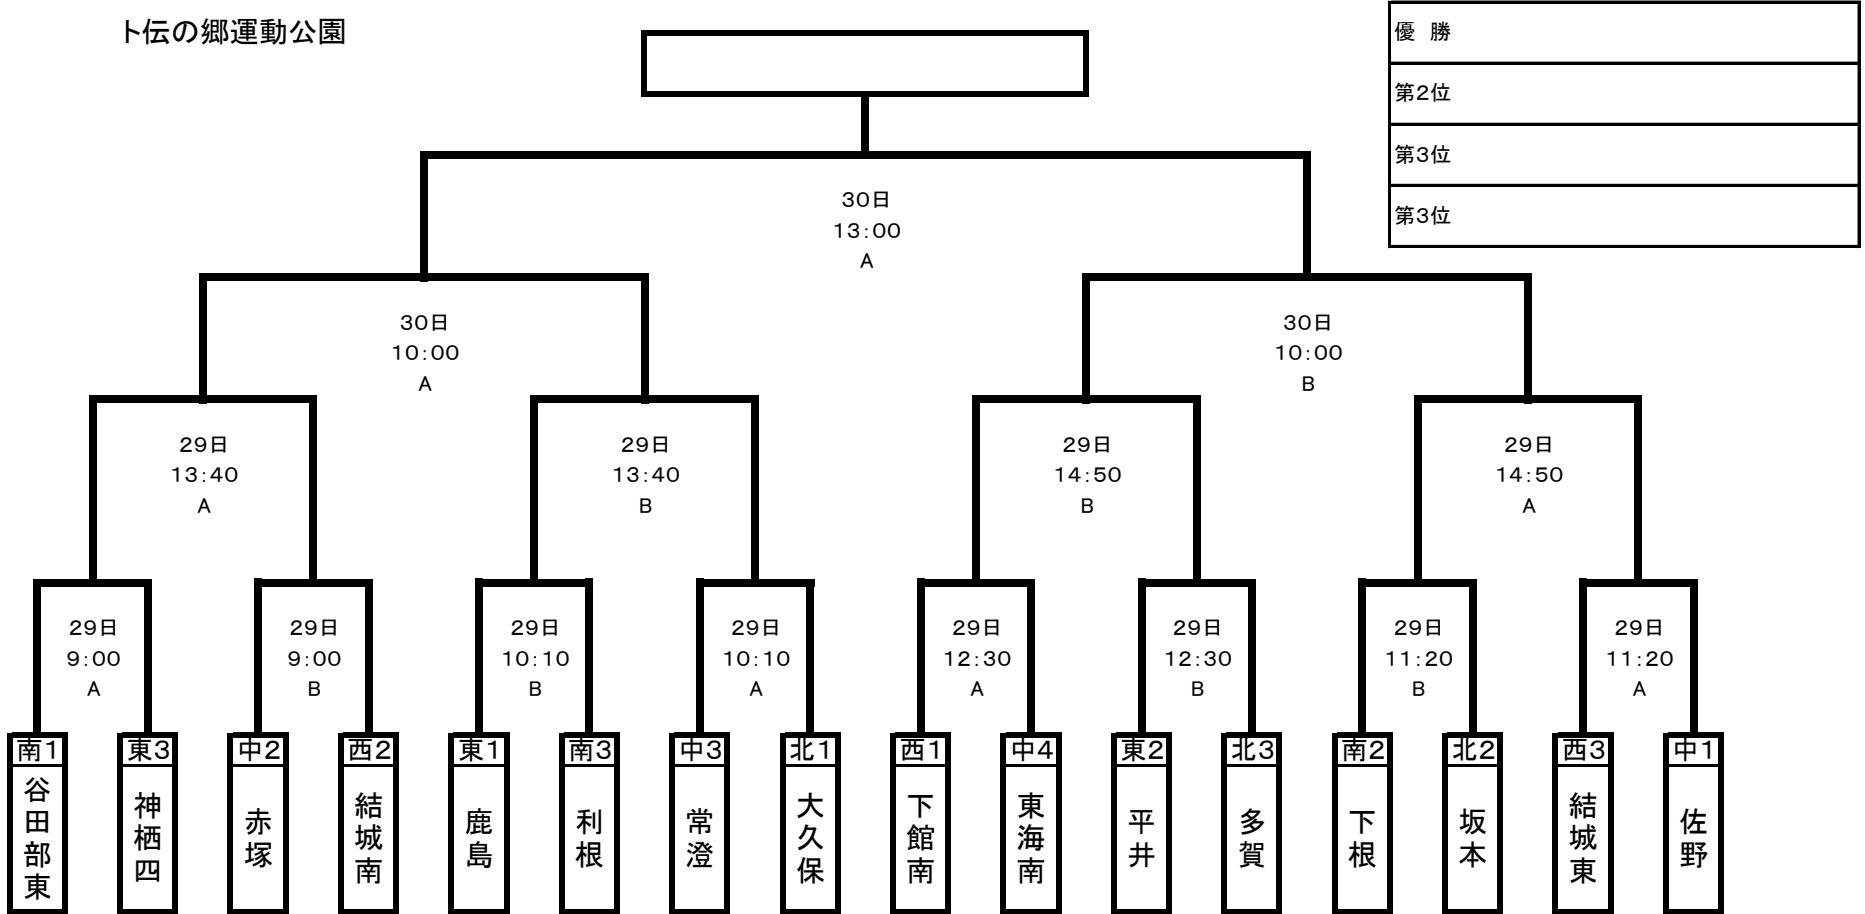 ト伝の郷運動公園
優　勝
第２位
第３位
第３位
30日
13:00
A
30日
10:00
A
30日
10:00
B
29日
13:40
A
29日
13:40
B
29日
14:50
B
29日
14:50
A
29日
9:00
A
29日
9:00
B
29日
10:10
B
29日
10:10
A
29日
12:30
A
29日
12:30
B
29日
11:20
B
29日
11:20
A
南1
谷田部東
東3
神栖四
中2
赤塚
西2
結城南
東1
鹿島
南3
利根
中3
常澄
北1
大久保
西1
下館南
中4
東海南
東2
平井
北3
多賀
南2
下根
北2
坂本
西3
結城東
中1
佐野